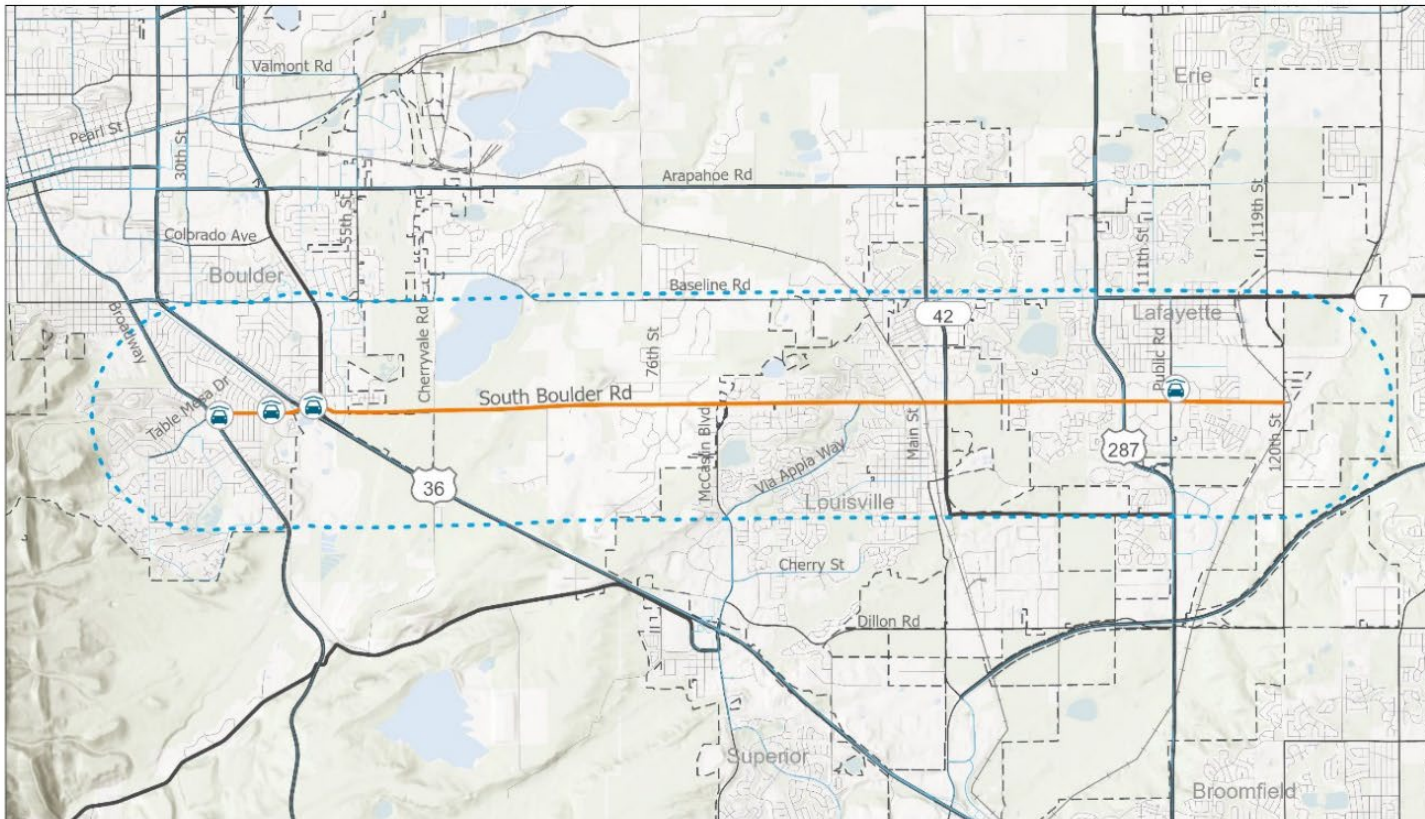 Valmont Rd
Erie
Pearl St
30th St
Arapahoe Rd
55th St
119th St
111th St
Colorado Ave
Boulder
Baseline Rd
7
Broadway
Cherryvale Rd
42
Lafayette
76th St
Public Rd
South Boulder Rd
Table Mesa Dr
McCaslin Blvd
Main St
120th St
287
Via Appia Way
36
Louisville
Cherry St
Dillon Rd
Superior
Broomfield